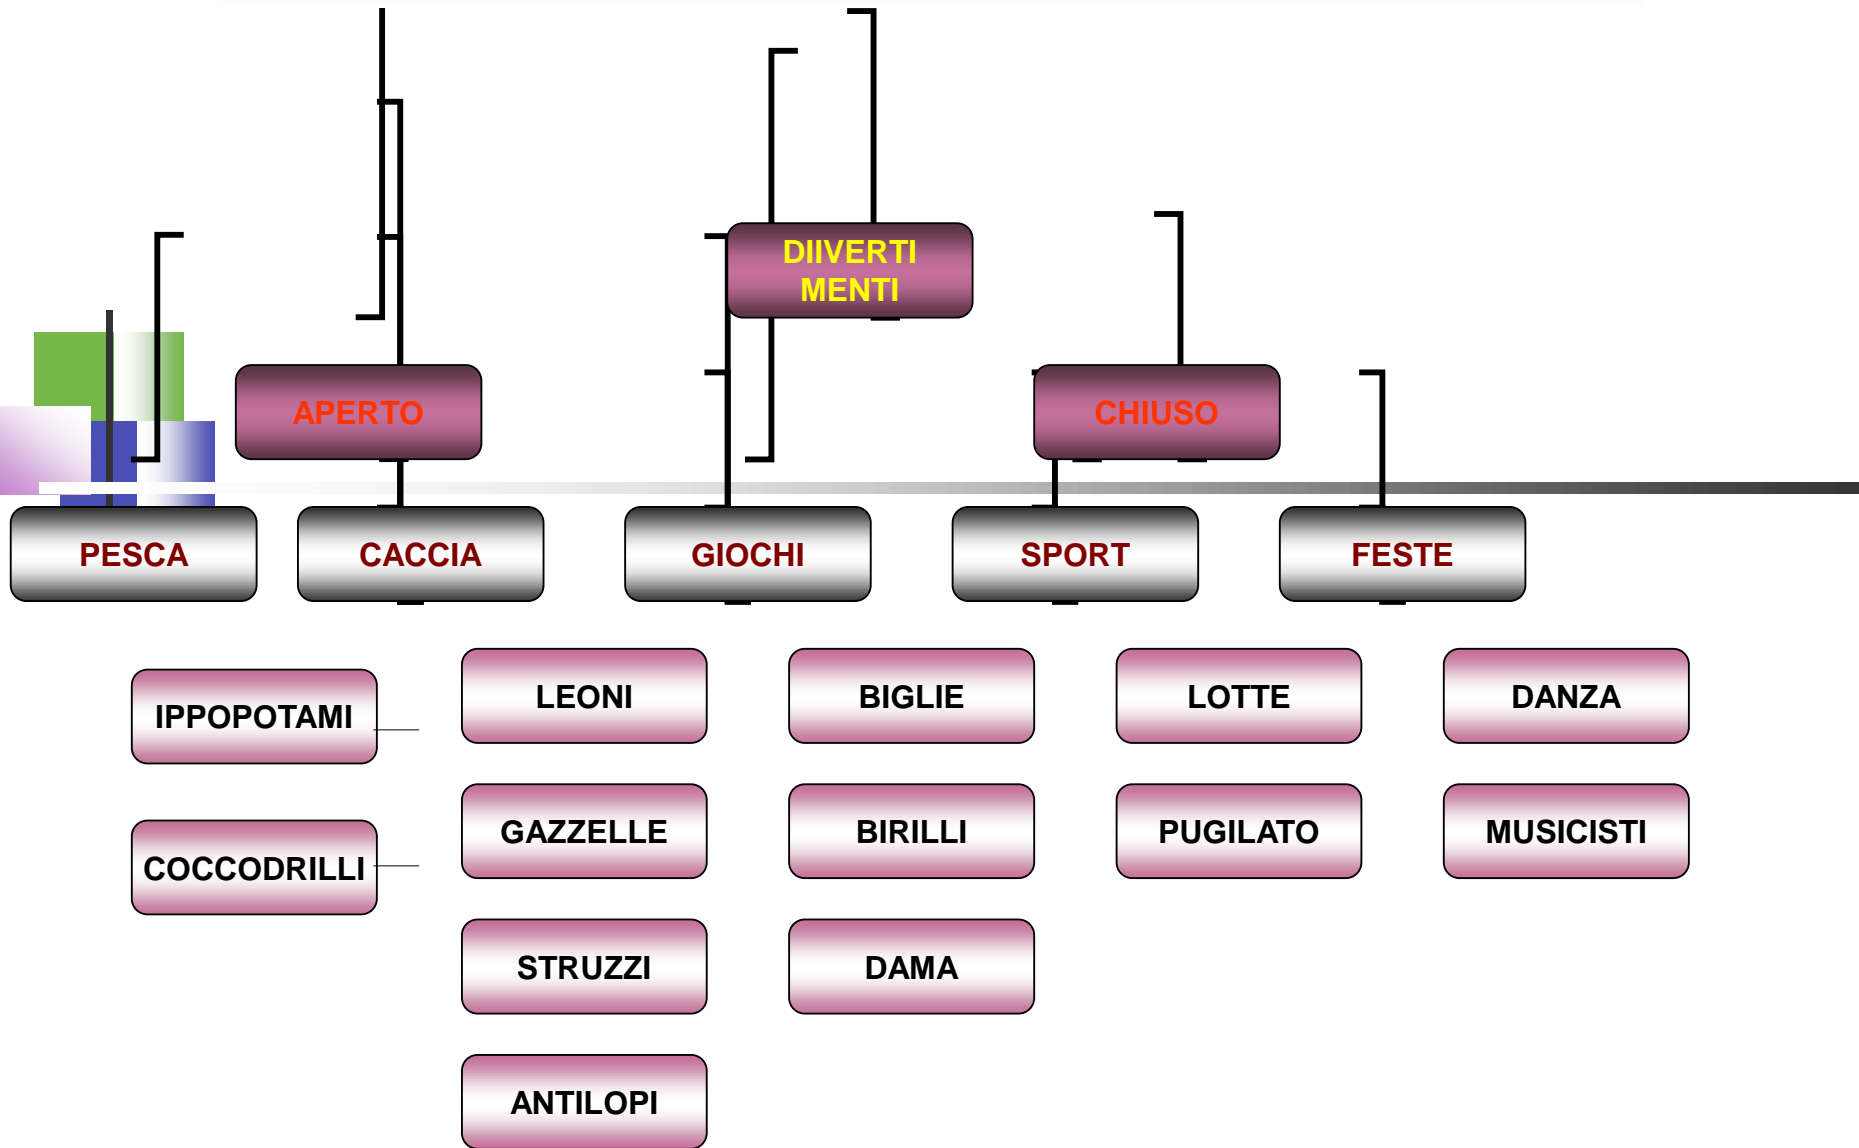 DIIVERTI
MENTI
APERTO
CHIUSO
PESCA
CACCIA
GIOCHI
SPORT
FESTE
IPPOPOTAMI
LEONI
BIGLIE
LOTTE
DANZA
COCCODRILLI
GAZZELLE
BIRILLI
PUGILATO
MUSICISTI
STRUZZI
DAMA
ANTILOPI